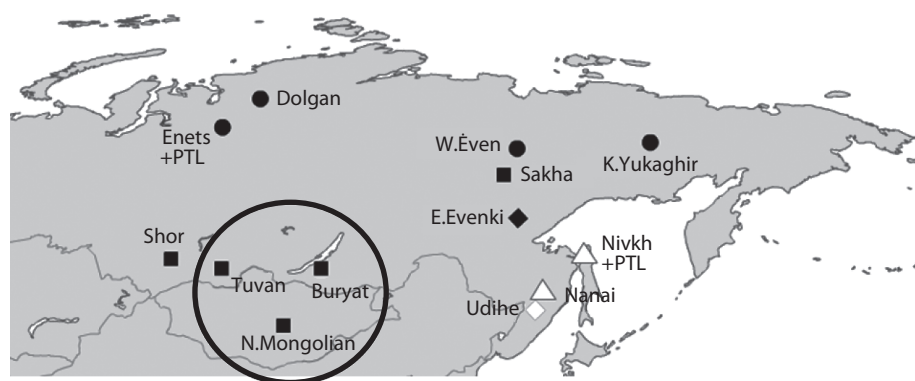 Dolgan
Enets
+PTL
W.Ėven
K.Yukaghir
Sakha
E.Evenki
Shor
Nivkh
+PTL
Tuvan
Buryat
Nanai
Udihe
N.Mongolian